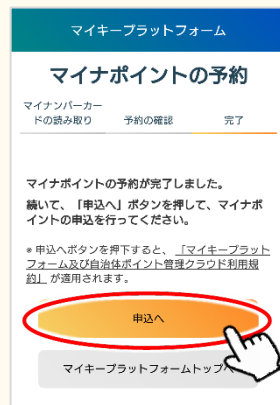 マイキープラットフォーム
マイナポイントの予約
マイナンバーカー
ドの読み取り
予約の確認
完了
マイナポイントの予約が完了しました。
続いて、「申込へ」ボタンを押して、マイナポ
イントの申込を行ってください。
※申込へボタンを押下すると、「マイキープラット
フォーム及び自治体ポイント管理クラウド利用規
約」が適用されます。
申込へ
マイキープラットフォームトップへ